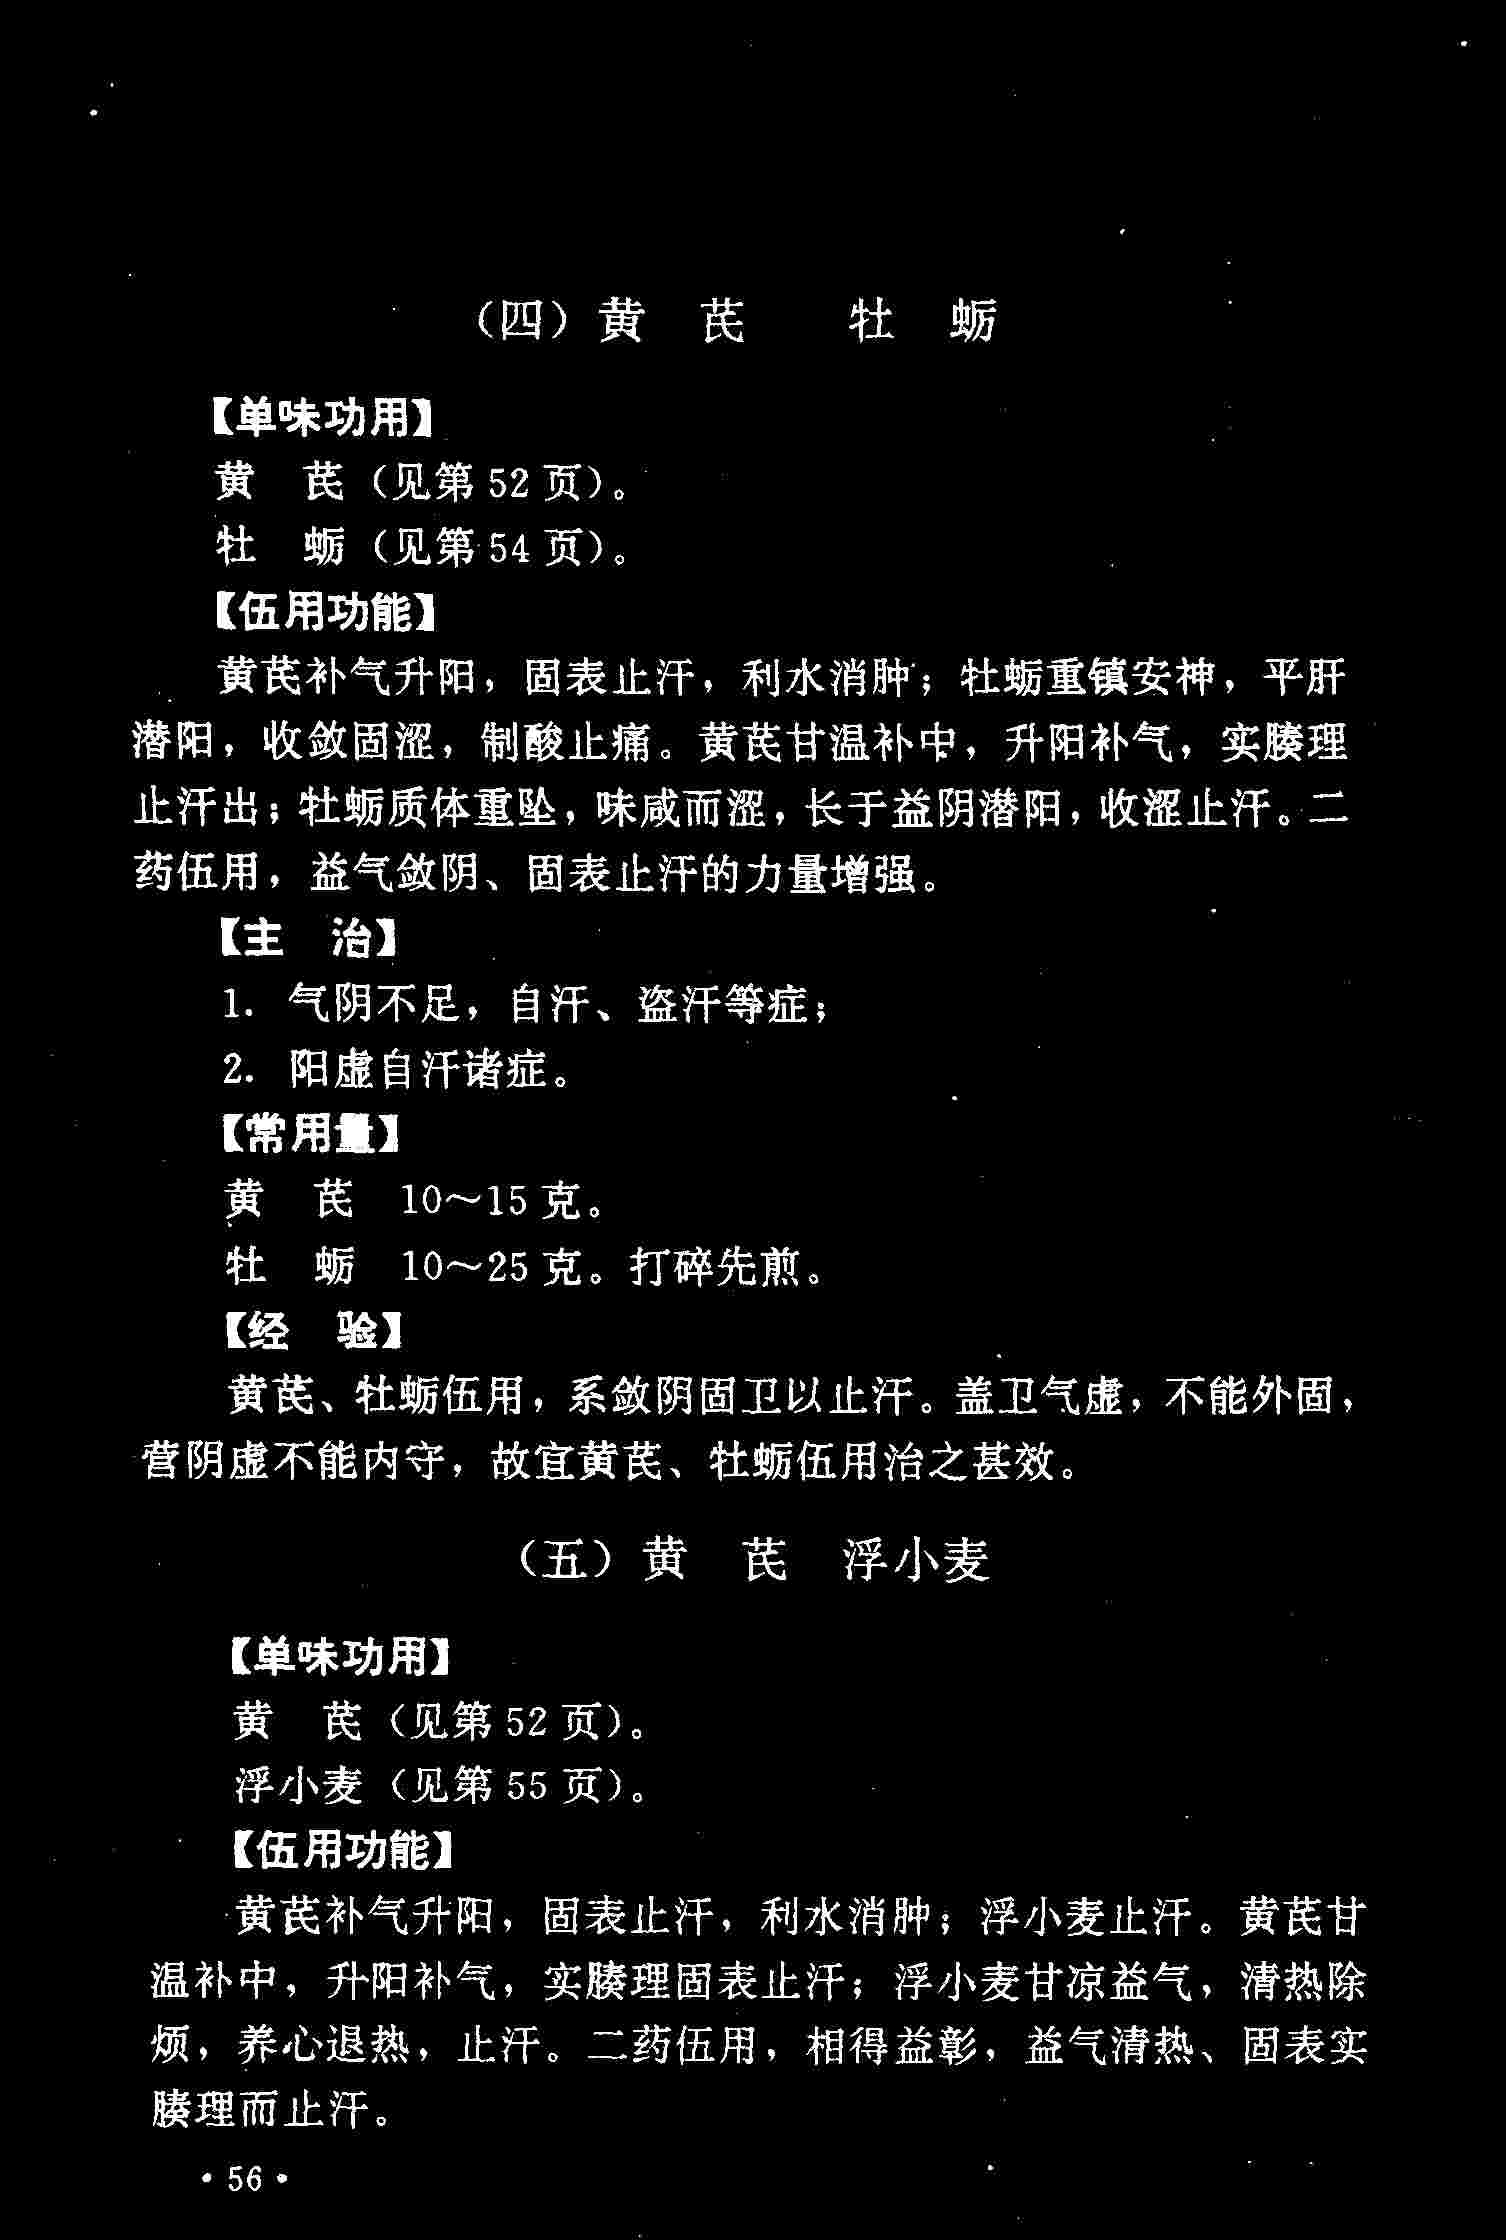 （四）黄　芪　　牡　蛎
【单味功用】
黄　芪（见第 52 页）。
牡　蛎（见第 54 页）。
【伍用功能】
黄芪补气升阳，固表止汗，利水消肿；牡蛎重镇安神，平肝
潜阳，收敛固涩，制酸止痛。黄芪甘温补中，升阳补气，实腠理
止汗出；牡蛎质体重坠，味咸而涩，长于益阴潜阳，收涩止汗。二
药伍用，益气敛阴、固表止汗的力量增强。
【主　治】
1. 气阴不足，自汗、盗汗等症；
2. 阳虚自汗诸症。
【常用量】
黄　芪　10～15 克。
牡　蛎　10～25 克。打碎先煎。
【经　验】
黄芪、牡蛎伍用，系敛阴固卫以止汗。盖卫气虚，不能外固，
营阴虚不能内守，故宜黄芪、牡蛎伍用治之甚效。
（五）黄　芪　浮小麦
【单味功用】
黄　芪（见第 52 页）。
浮小麦（见第 55 页）。
【伍用功能】
黄芪补气升阳，固表止汗，利水消肿；浮小麦止汗。黄芪甘
温补中，升阳补气，实腠理固表止汗；浮小麦甘凉益气，清热除
烦，养心退热，止汗。二药伍用，相得益彰，益气清热、固表实
腠理而止汗。
· 56 ·